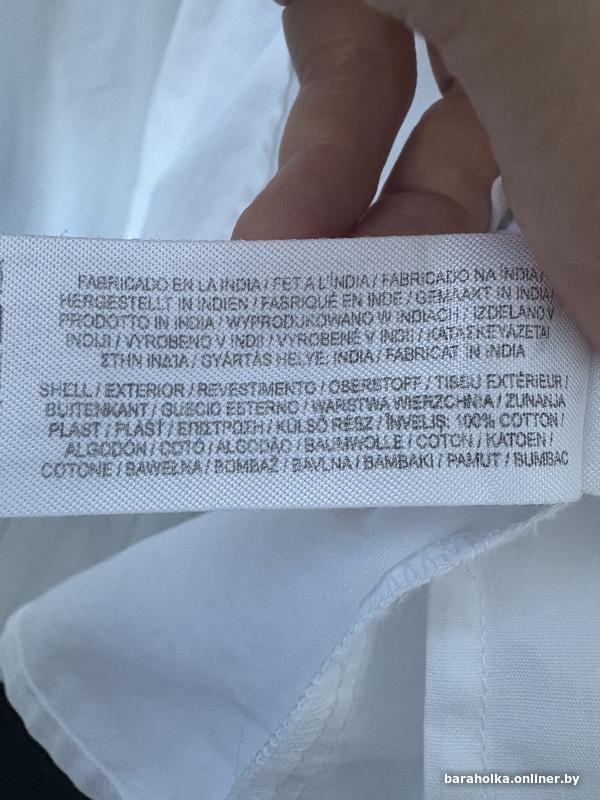 FABRICADO EN LA INDIA / FET A L'ÍNDIA / FABRICADO NA INDIA /
HERGESTELLT IN INDIEN / FABRIQUÉ EN INDE / GEMAAKT IN INDIA /
PRODOTTO IN INDIA / WYPRODUKOWANO W INDIACH / IZDELANO V
INDIJI / VYROBENO V INDII / VYROBENÉ V INDII / ΚΑΤΑΣΚΕΥΑΖΕΤΑΙ
ΣΤΗΝ ΙΝΔΙΑ / GYÁRTÁS HELYE: INDIA / FABRICAT ÎN INDIA
SHELL / EXTERIOR / REVESTIMENTO / OBERSTOFF / TISSU EXTÉRIEUR /
BUITENKANT / GUSCIO ESTERNO / WARSTWA WIERZCHNIA / ZUNANJA
PLAST / PLÁŠŤ / ΕΠΙΣΤΡΩΣΗ / KÜLSŐ RÉSZ / ÎNVELIŞ: 100% COTTON /
ALGODÓN / COTÓ / ALGODÃO / BAUMWOLLE / COTON / KATOEN /
COTONE / BAWEŁNA / BOMBAŽ / BAVLNA / BAMBAKI / PAMUT / BUMBAC
baraholka.onliner.by